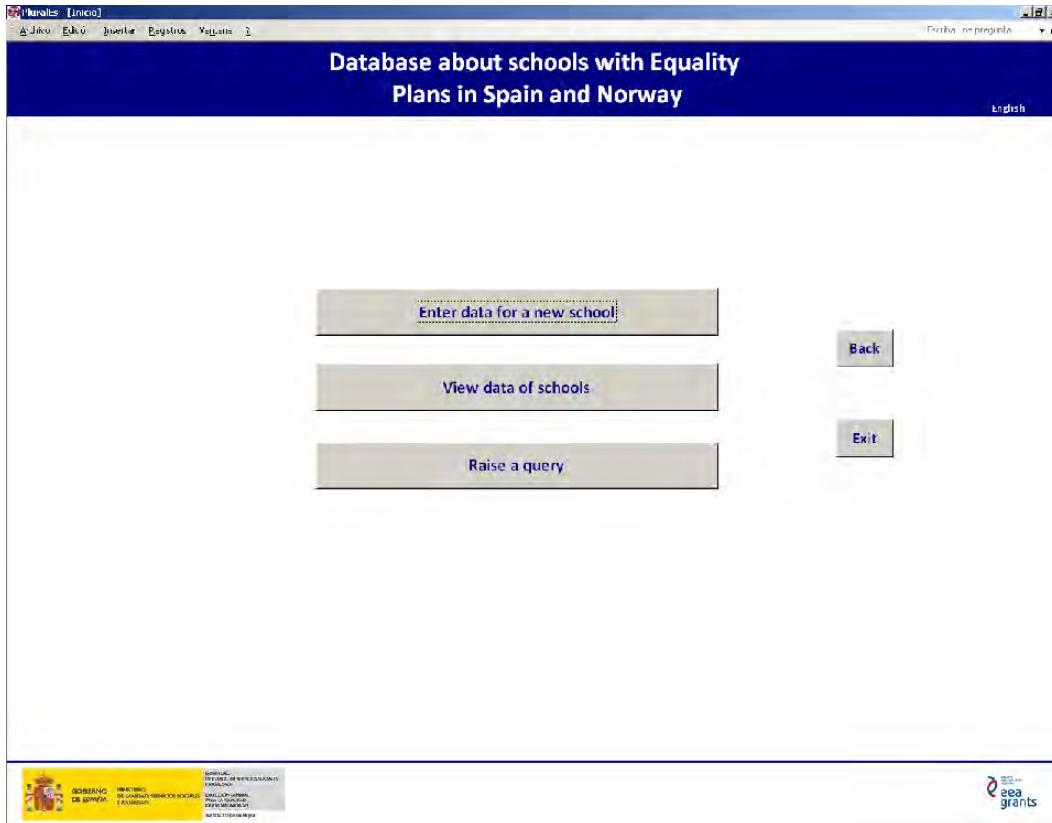 PluralEs [Inicio]
Archivo Insertar Registros Ventana ?
Database about schools with Equality
Plans in Spain and Norway
English
Enter data for a new school
View data of schools
Raise a query
Back
Exit
GOBIERNO
DE ESPAÑA
eea
grants